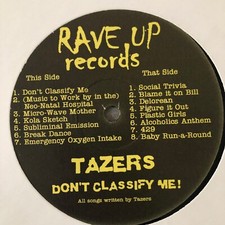 RAVE UP
records
This Side
1. Don't Classify Me
2. (Music to Work by in the)
Neo-Natal Hospital
3. Micro-Wave Mother
4. Kola Sketch
5. Subliminal Emission
6. Break Dance
7. Emergency Oxygen Intake
That Side
1. Social Trivia
2. Blame it on Bill
3. Delorean
4. Figure it Out
5. Plastic Girls
6. Alcoholics Anthem
7. 429
8. Baby Run-a-Round
TAZERS
DON'T CLASSIFY ME!
All songs written by Tazers